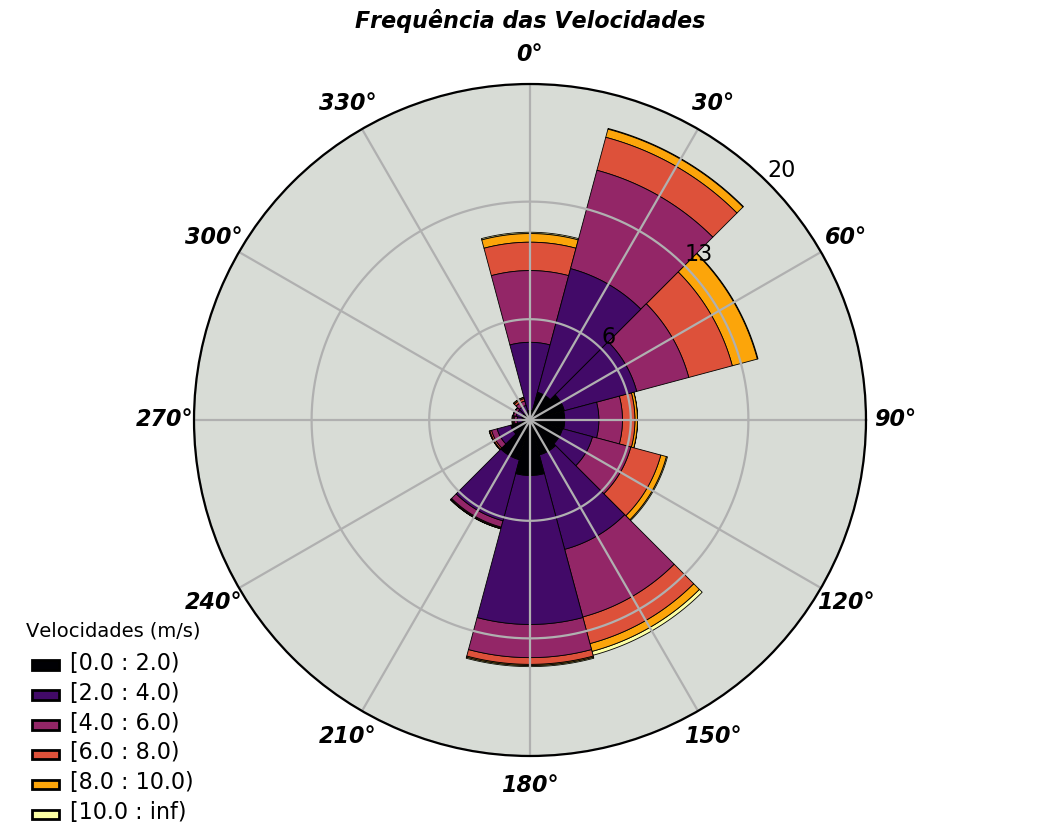 Frequência das Velocidades
0°
330°
30°
20
300°
60°
13
6
270°
90°
240°
120°
210°
150°
180°
Velocidades (m/s)
[0.0 : 2.0)
[2.0 : 4.0)
[4.0 : 6.0)
[6.0 : 8.0)
[8.0 : 10.0)
[10.0 : inf)